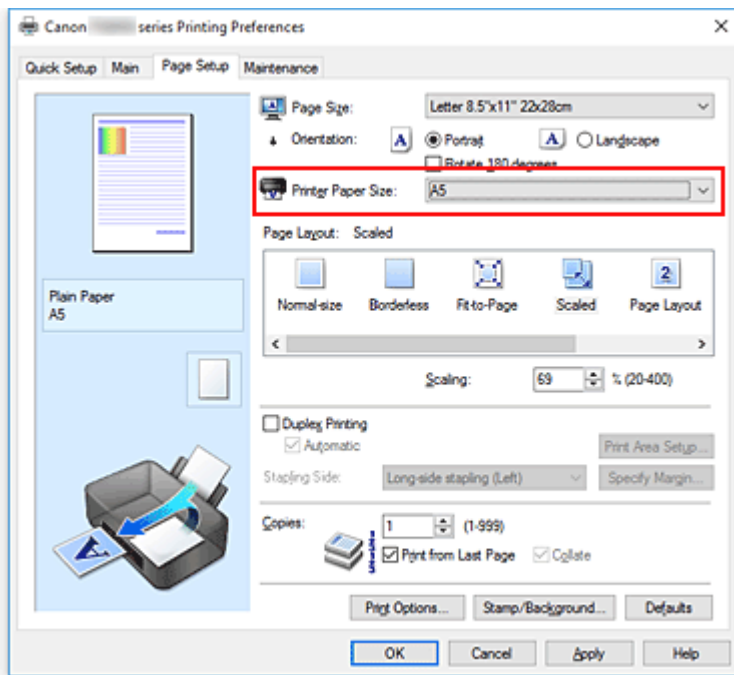 Canon series Printing Preferences
Quick Setup Main Page Setup Maintenance
Page Size: Letter 8.5"x11" 22x28cm
Orientation: A Portrait A Landscape
Rotate 180 degrees
Printer Paper Size: A5
Page Layout: Scaled
Normal-size Borderless Fit-to-Page Scaled Page Layout
Plain Paper
A5
Scaling: 69 % (20-400)
Duplex Printing
Automatic Print Area Setup...
Stapling Side: Long-side stapling (Left) Specify Margin...
Copies: 1 (1-999)
Print from Last Page Collate
Print Options... Stamp/Background... Defaults
OK Cancel Apply Help